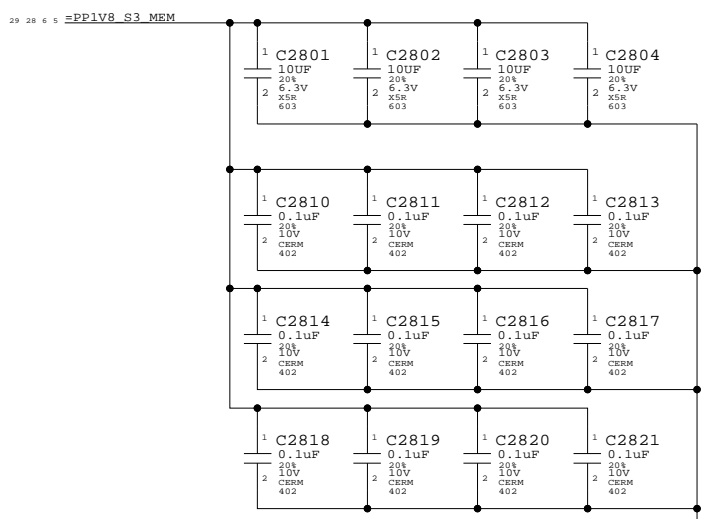 29 28 6 5 =PP1V8_S3_MEM
1 C2801 1 C2802 1 C2803 1 C2804
10UF 10UF 10UF 10UF
20% 20% 20% 20%
2 6.3V 2 6.3V 2 6.3V 2 6.3V
X5R X5R X5R X5R
603 603 603 603
1 C2810 1 C2811 1 C2812 1 C2813
0.1uF 0.1uF 0.1uF 0.1uF
20% 20% 20% 20%
2 10V 2 10V 2 10V 2 10V
CERM CERM CERM CERM
402 402 402 402
1 C2814 1 C2815 1 C2816 1 C2817
0.1uF 0.1uF 0.1uF 0.1uF
20% 20% 20% 20%
2 10V 2 10V 2 10V 2 10V
CERM CERM CERM CERM
402 402 402 402
1 C2818 1 C2819 1 C2820 1 C2821
0.1uF 0.1uF 0.1uF 0.1uF
20% 20% 20% 20%
2 10V 2 10V 2 10V 2 10V
CERM CERM CERM CERM
402 402 402 402